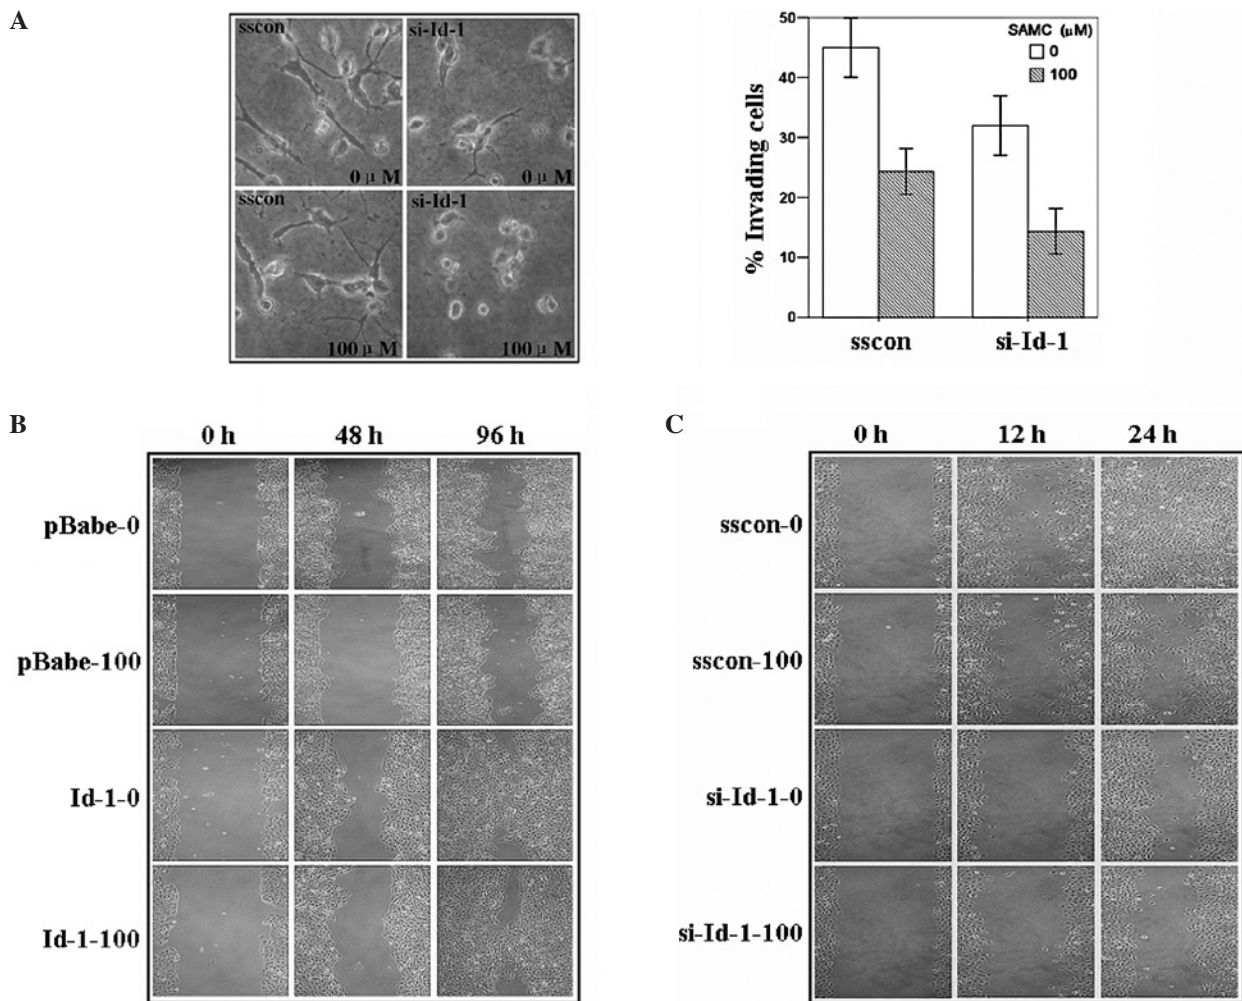 A
sscon
si-Id-1
0 μ M
0 μ M
sscon
si-Id-1
100 μ M
100 μ M
SAMC (μM)
0
100
% Invading cells
50
40
30
20
10
0
sscon
si-Id-1
B
0 h
48 h
96 h
pBabe-0
pBabe-100
Id-1-0
Id-1-100
C
0 h
12 h
24 h
sscon-0
sscon-100
si-Id-1-0
si-Id-1-100